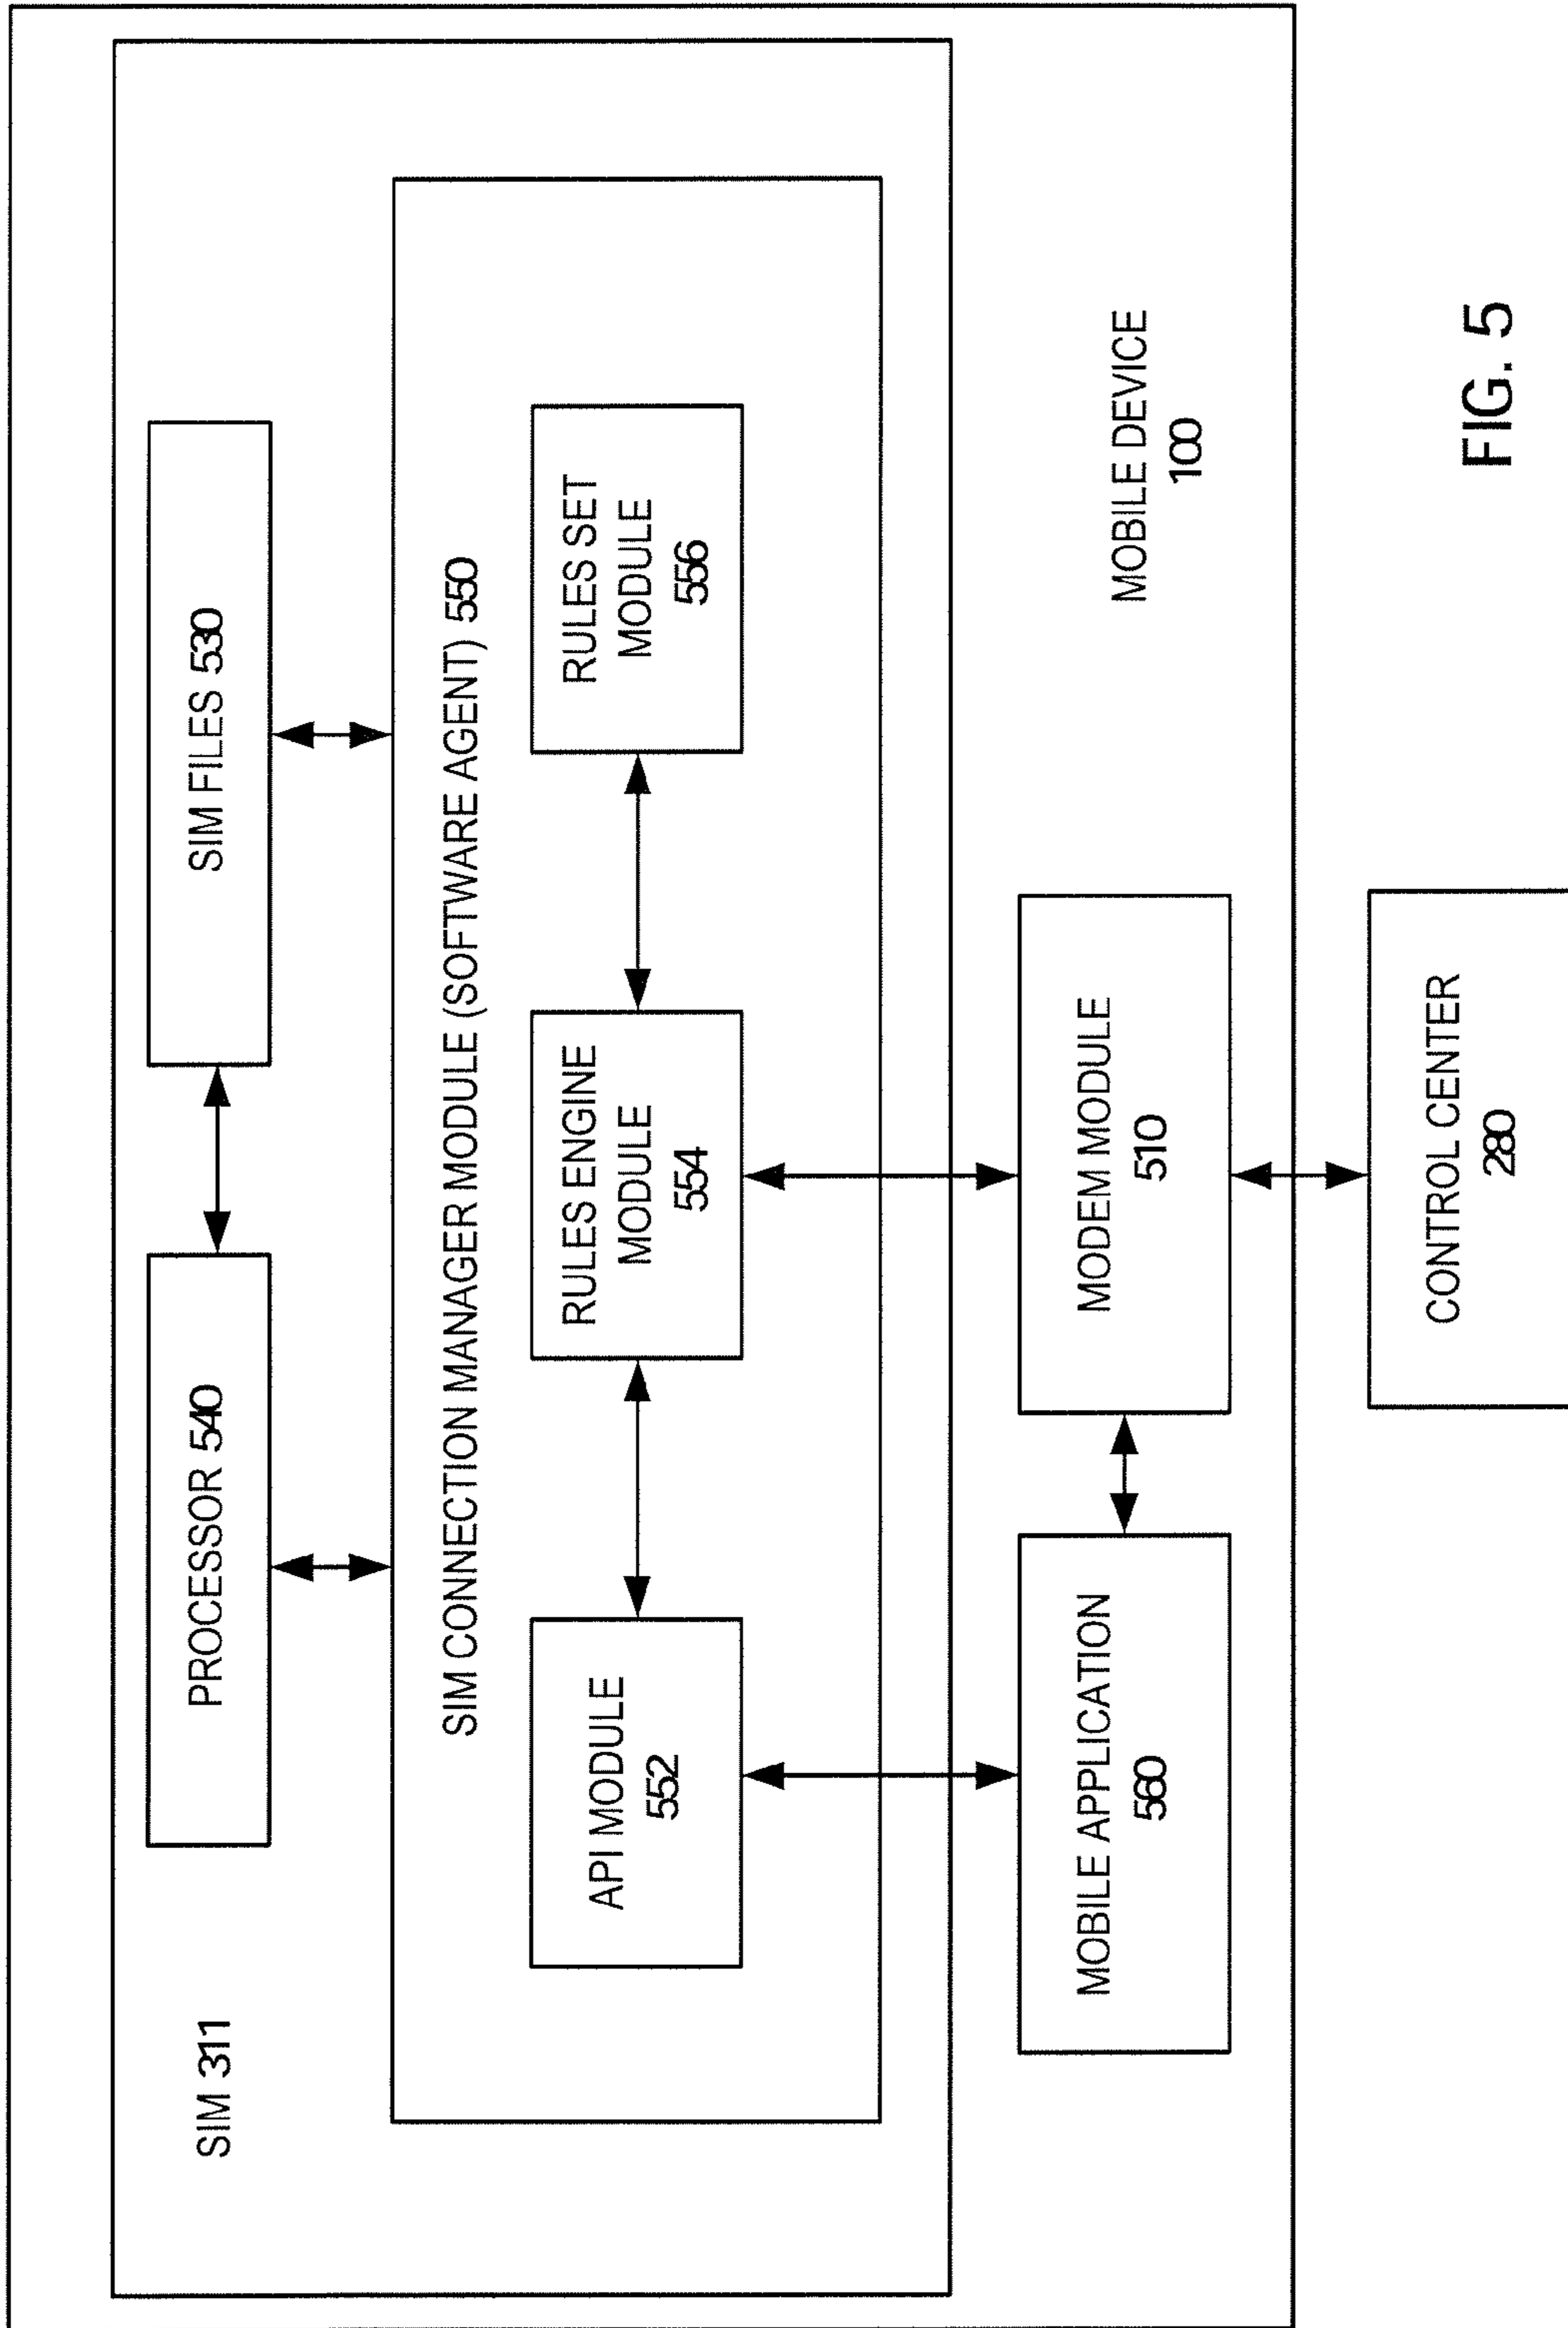 SIM 311
PROCESSOR 540
SIM FILES 530
SIM CONNECTION MANAGER MODULE (SOFTWARE AGENT) 550
API MODULE
552
RULES ENGINE
MODULE
554
RULES SET
MODULE
556
MOBILE APPLICATION
560
MODEM MODULE
510
MOBILE DEVICE
100
CONTROL CENTER
280
FIG. 5